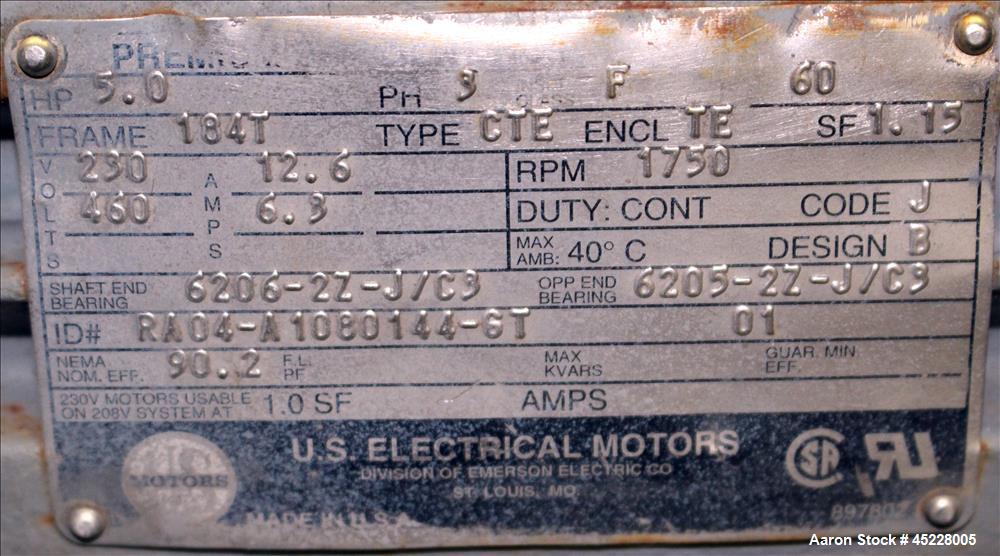 HP 5.0 PH 3 F 60
FRAME 184T TYPE CTE ENCL TE SF 1.15
VOLTS 230 AMPS 12.6 RPM 1750
460 6.3 DUTY: CONT CODE J
MAX AMB: 40° C DESIGN B
SHAFT END BEARING 6206-2Z-J/C3 OPP END BEARING 6205-2Z-J/C3
ID# RA04-A1080144-GT 01
NEMA NOM. EFF. 90.2 F.L. PF MAX KVARS GUAR. MIN EFF.
230V MOTORS USABLE ON 208V SYSTEM AT 1.0 SF AMPS
U.S. ELECTRICAL MOTORS
DIVISION OF EMERSON ELECTRIC CO
ST. LOUIS, MO.
MOTORS
MADE IN U.S.A.
Aaron Stock # 45228005